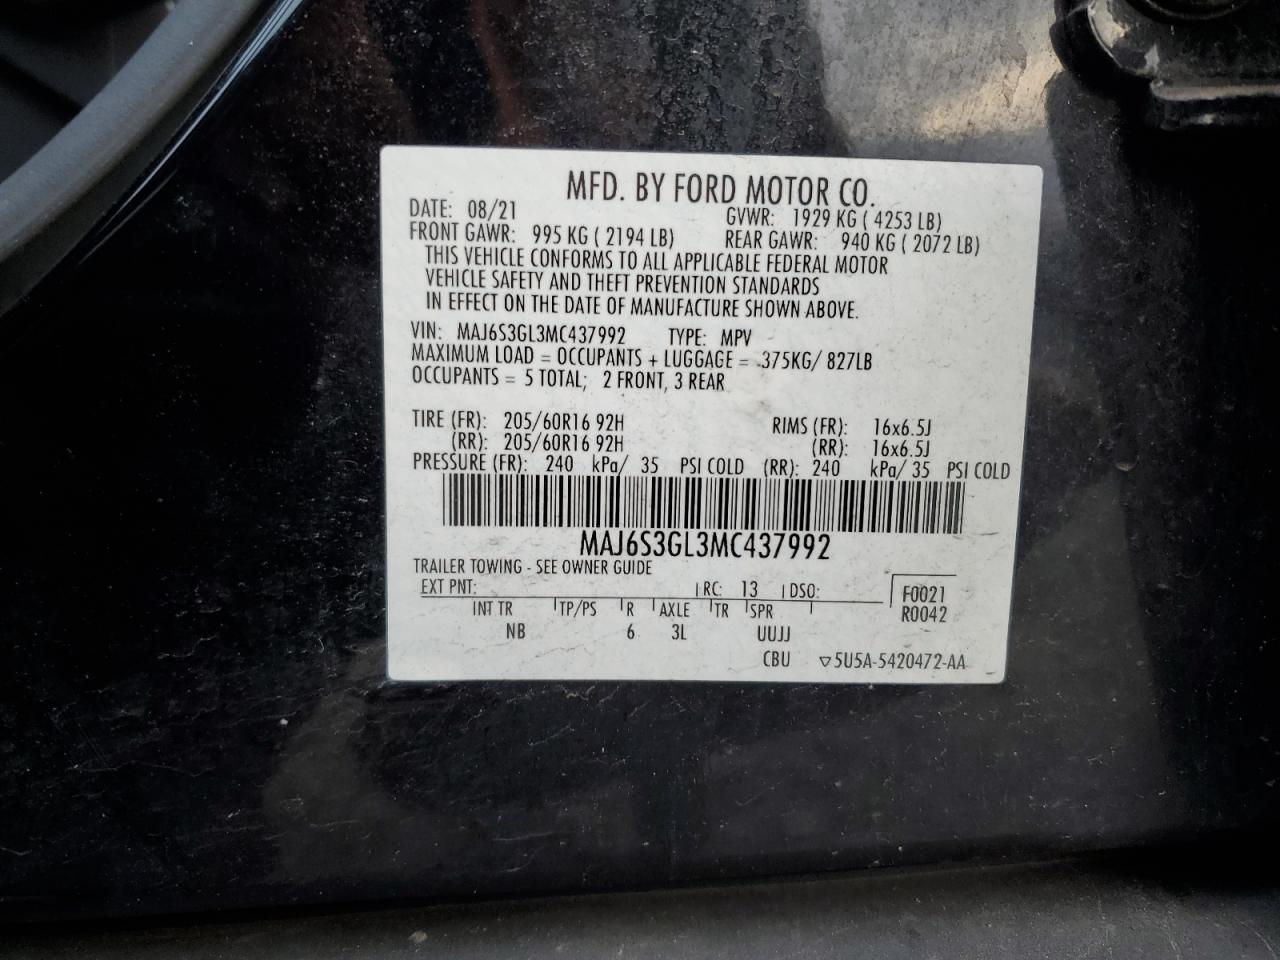 MFD. BY FORD MOTOR CO.
DATE: 08/21 GVWR: 1929 KG ( 4253 LB)
FRONT GAWR: 995 KG ( 2194 LB) REAR GAWR: 940 KG ( 2072 LB)
THIS VEHICLE CONFORMS TO ALL APPLICABLE FEDERAL MOTOR
VEHICLE SAFETY AND THEFT PREVENTION STANDARDS
IN EFFECT ON THE DATE OF MANUFACTURE SHOWN ABOVE.
VIN: MAJ6S3GL3MC437992 TYPE: MPV
MAXIMUM LOAD = OCCUPANTS + LUGGAGE = 375KG/ 827LB
OCCUPANTS = 5 TOTAL; 2 FRONT, 3 REAR
TIRE (FR): 205/60R16 92H RIMS (FR): 16x6.5J
(RR): 205/60R16 92H (RR): 16x6.5J
PRESSURE (FR): 240 kPa/ 35 PSI COLD (RR): 240 kPa/ 35 PSI COLD
MAJ6S3GL3MC437992
TRAILER TOWING - SEE OWNER GUIDE
EXT PNT: RC: 13 DSO: F0021
R0042
INT TR TP/PS R AXLE TR SPR
NB 6 3L UUJJ
CBU ▽5U5A-5420472-AA